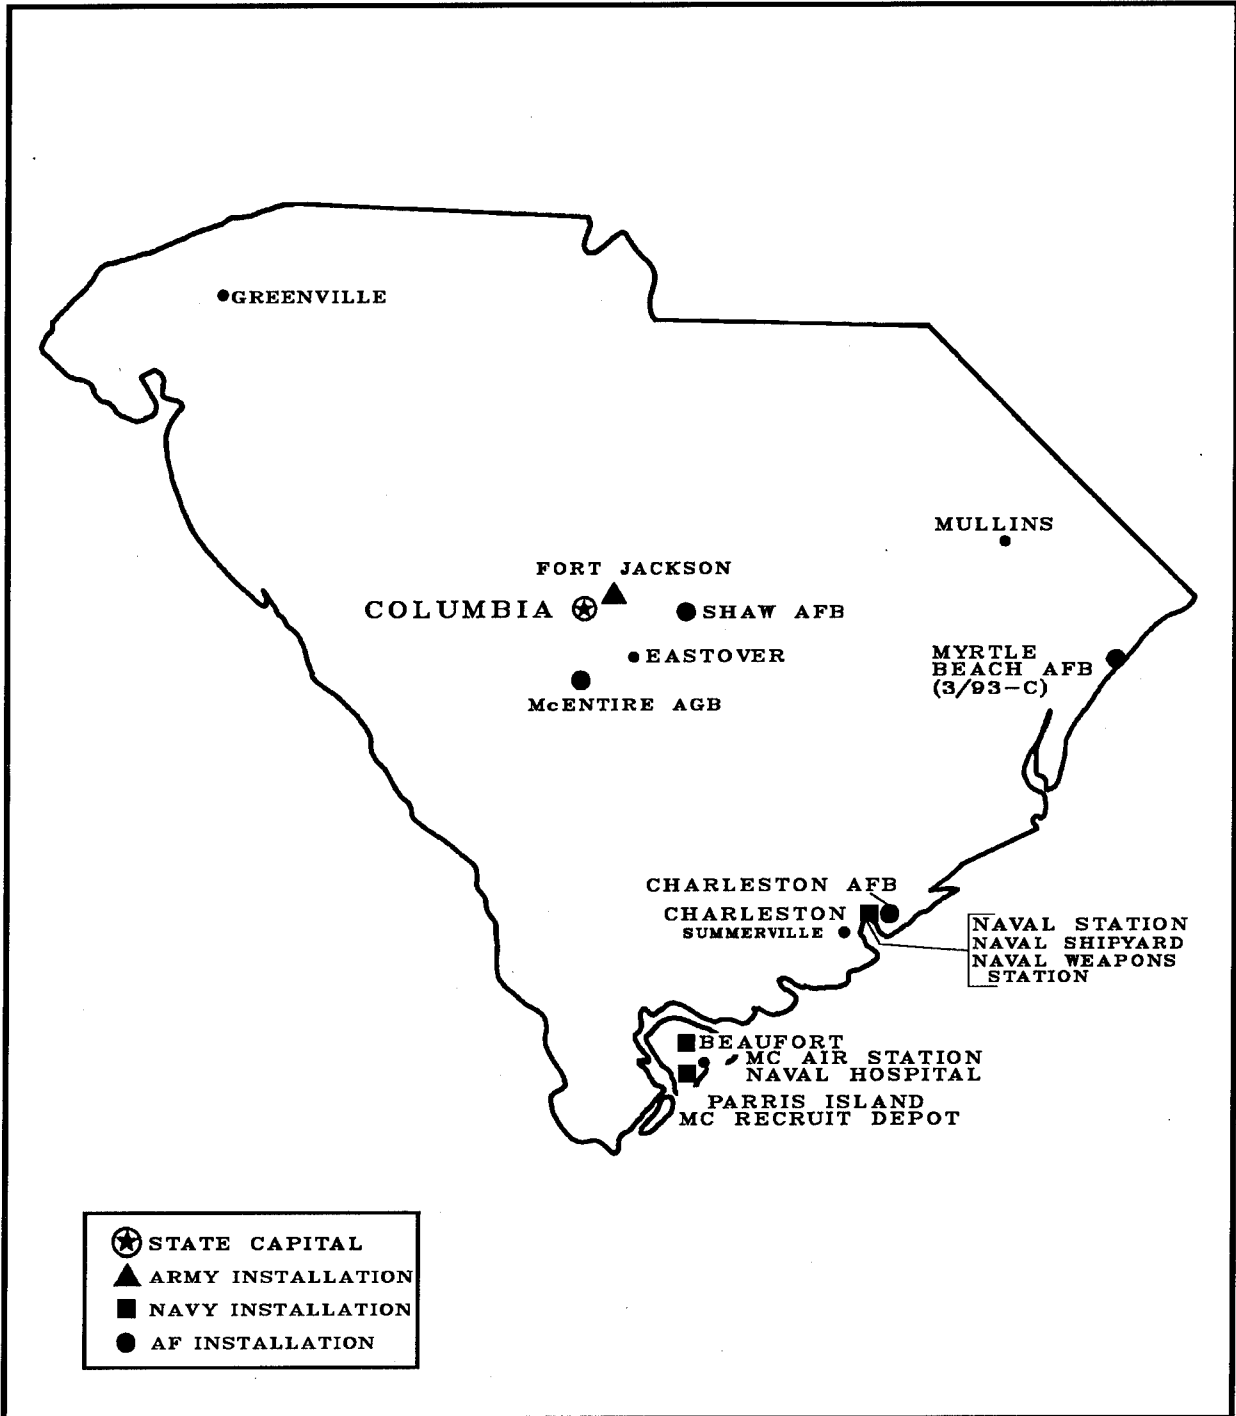 GREENVILLE
MULLINS
FORT JACKSON
COLUMBIA
SHAW AFB
EASTOVER
McENTIRE AGB
MYRTLE
BEACH AFB
(3/93-C)
CHARLESTON AFB
CHARLESTON
SUMMERVILLE
NAVAL STATION
NAVAL SHIPYARD
NAVAL WEAPONS
STATION
BEAUFORT
MC AIR STATION
NAVAL HOSPITAL
PARRIS ISLAND
MC RECRUIT DEPOT
STATE CAPITAL
ARMY INSTALLATION
NAVY INSTALLATION
AF INSTALLATION